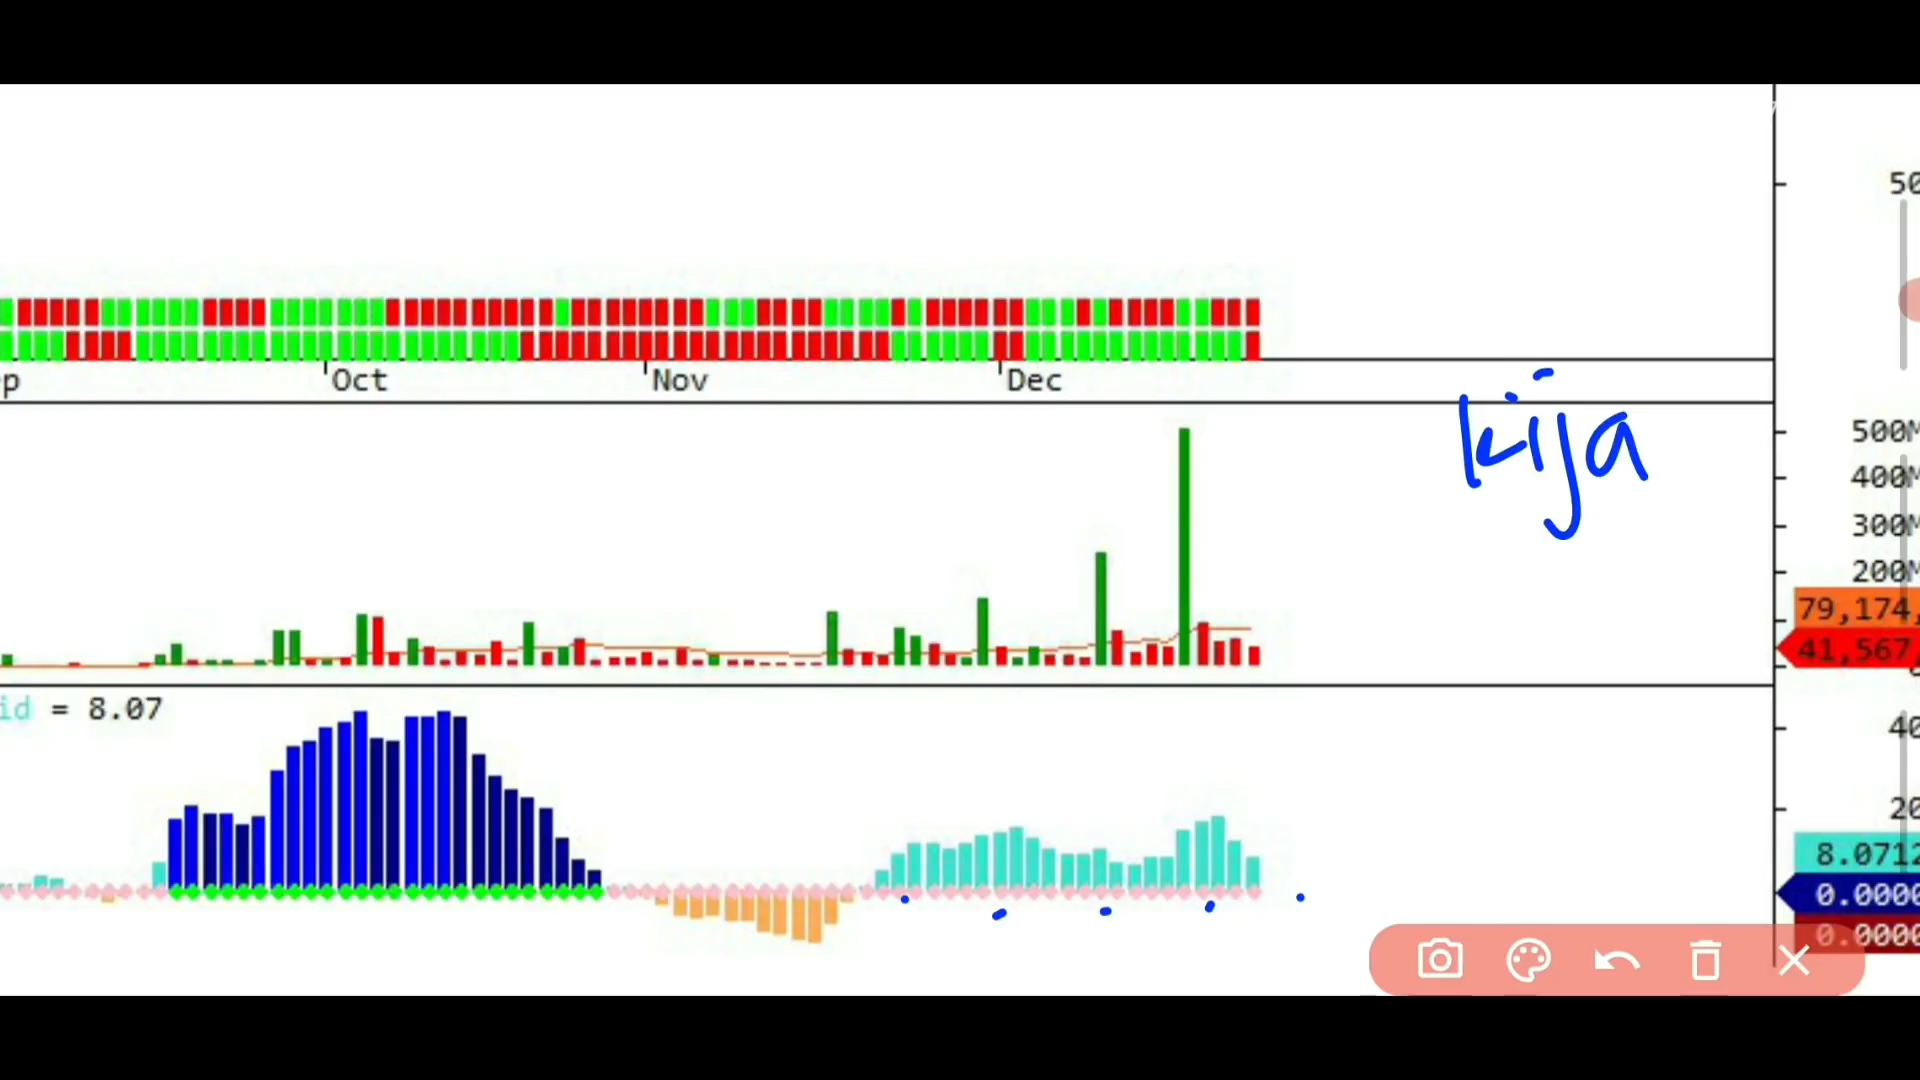 50
p Oct Nov Dec
kija
500M
400M
300M
200M
79,174,
41,567,
id = 8.07
40
20
8.0712
0.0000
0.0000